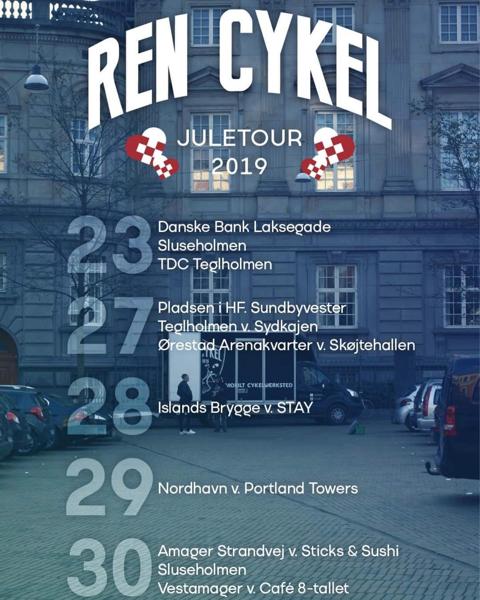 REN CYKEL
JULETOUR
2019
23
Danske Bank Laksegade
Sluseholmen
TDC Teglholmen
27
Pladsen i HF. Sundbyvester
Teglholmen v. Sydkajen
Ørestad Arenakvarter v. Skøjtehallen
MOBILT CYKELVÆRKSTED
28
Islands Brygge v. STAY
29
Nordhavn v. Portland Towers
30
Amager Strandvej v. Sticks & Sushi
Sluseholmen
Vestamager v. Café 8-tallet